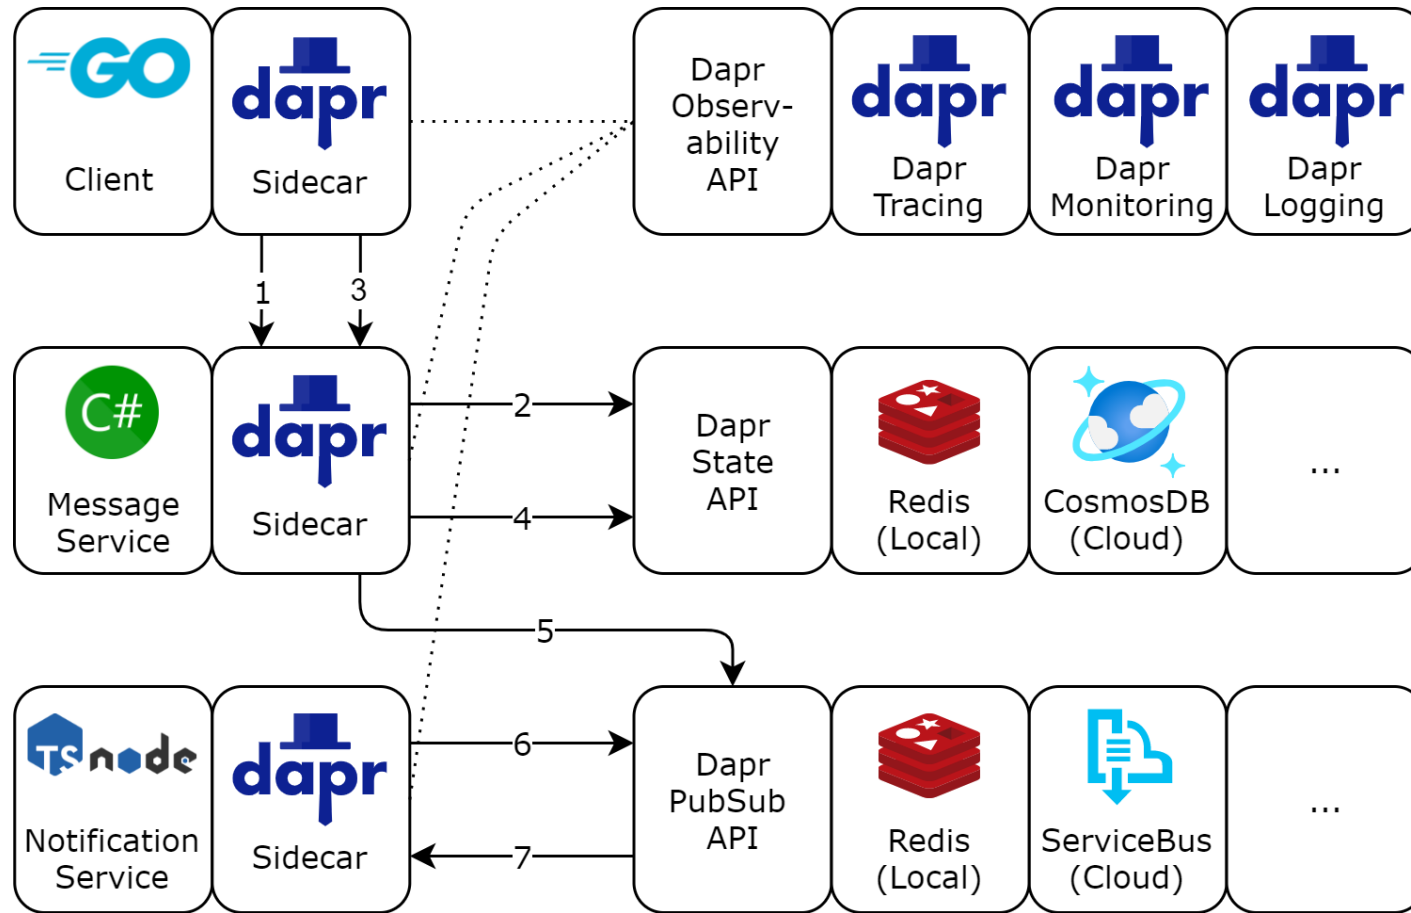 GO
Client
dapr
Sidecar
Dapr
Observ-
ability
API
dapr
Dapr
Tracing
dapr
Dapr
Monitoring
dapr
Dapr
Logging
1
3
C#
Message
Service
dapr
Sidecar
2
4
Dapr
State
API
Redis
(Local)
CosmosDB
(Cloud)
...
5
TS node
Notification
Service
dapr
Sidecar
6
7
Dapr
PubSub
API
Redis
(Local)
ServiceBus
(Cloud)
...